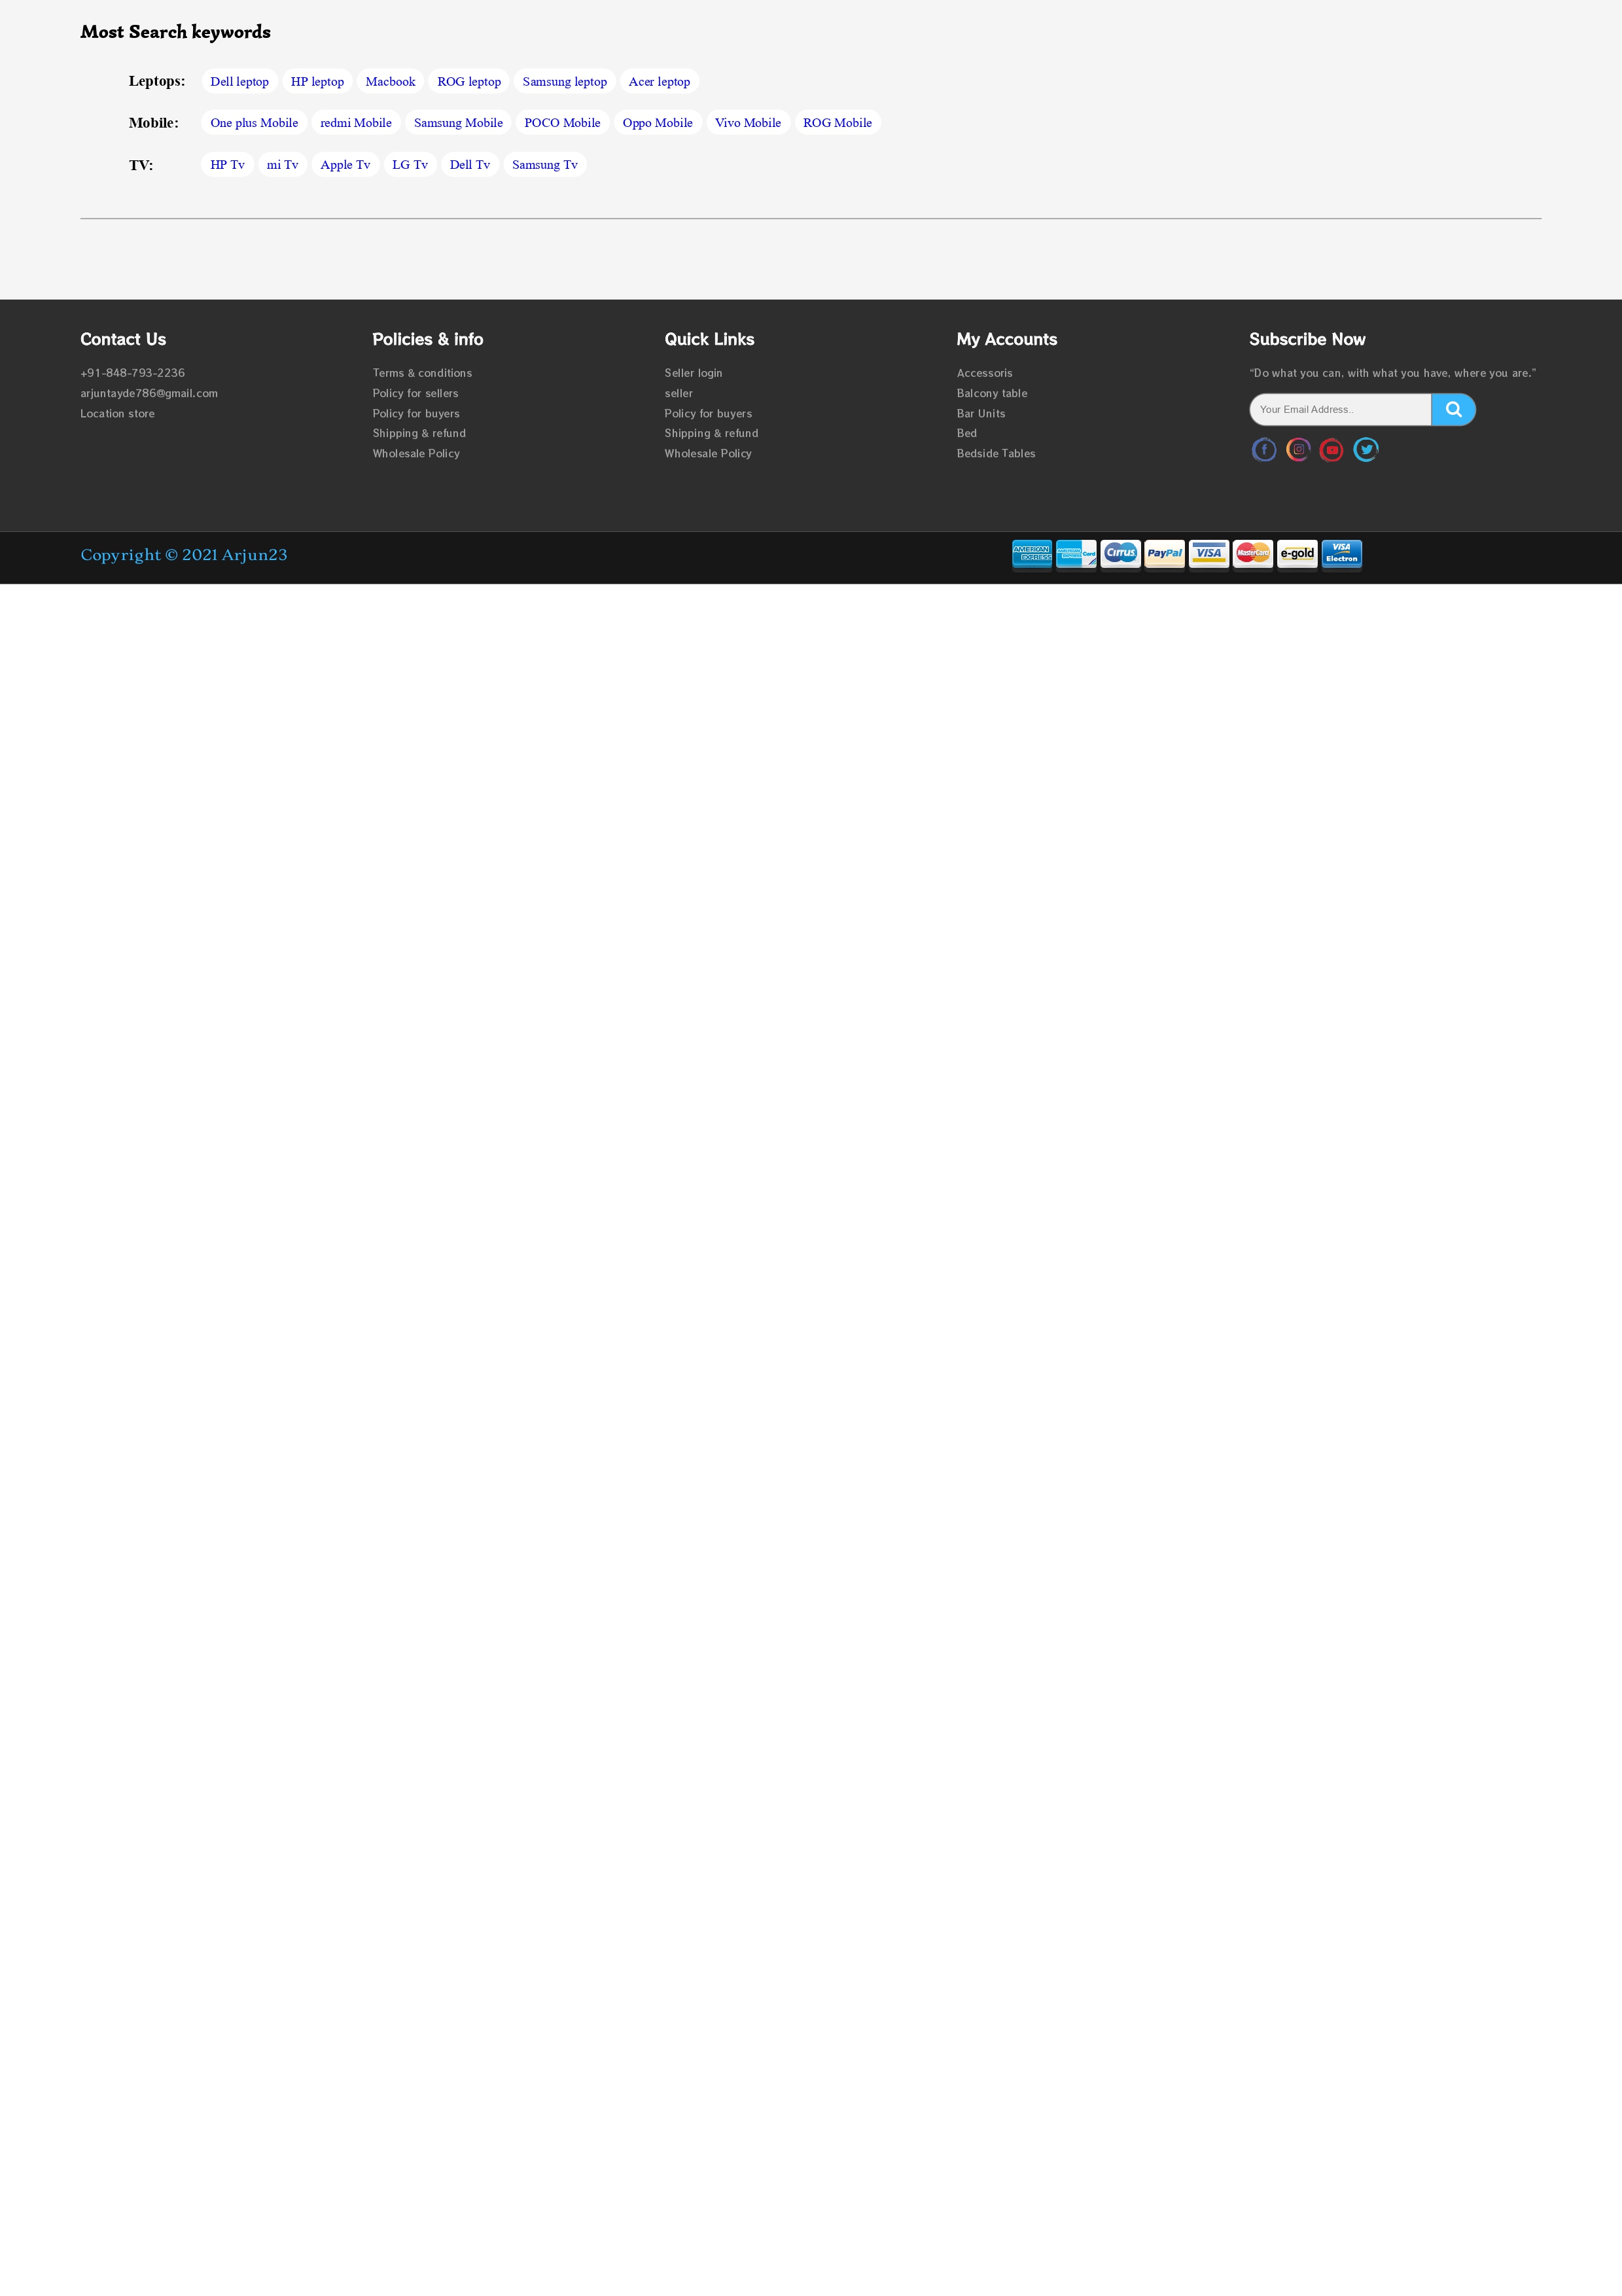 Most Search keywords
Leptops: Dell leptop HP leptop Macbook ROG leptop Samsung leptop Acer leptop
Mobile: One plus Mobile redmi Mobile Samsung Mobile POCO Mobile Oppo Mobile Vivo Mobile ROG Mobile
TV: HP Tv mi Tv Apple Tv LG Tv Dell Tv Samsung Tv
Contact Us
+91-848-793-2236
arjuntayde786@gmail.com
Location store
Policies & info
Terms & conditions
Policy for sellers
Policy for buyers
Shipping & refund
Wholesale Policy
Quick Links
Seller login
seller
Policy for buyers
Shipping & refund
Wholesale Policy
My Accounts
Accessoris
Balcony table
Bar Units
Bed
Bedside Tables
Subscribe Now
“Do what you can, with what you have, where you are.”
Your Email Address..
Copyright © 2021 Arjun23
AMERICAN EXPRESS
AMERICAN EXPRESS Card
Cirrus
PayPal
VISA
MasterCard
e-gold
VISA Electron